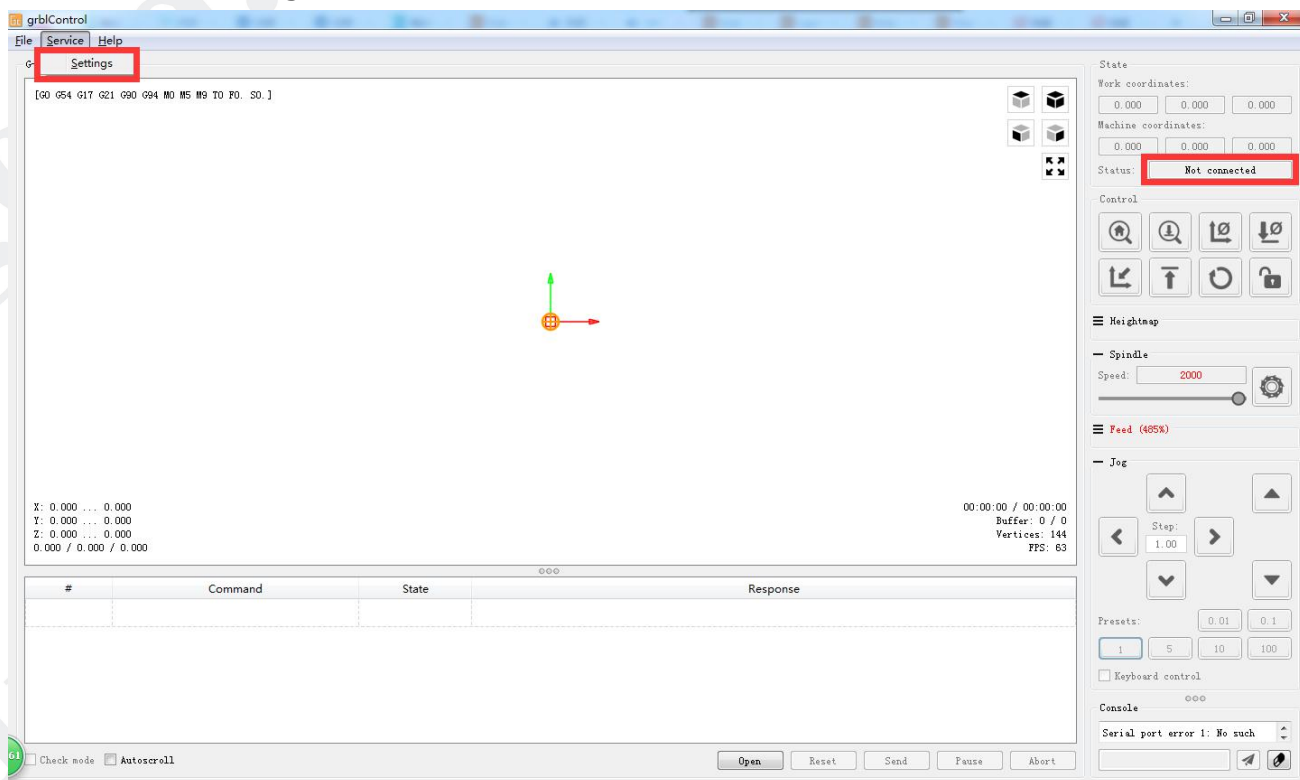 grblControl
File Service Help
Settings
[G0 G54 G17 G21 G90 G94 M0 M5 M9 T0 F0. S0.]
X: 0.000 ... 0.000
Y: 0.000 ... 0.000
Z: 0.000 ... 0.000
0.000 / 0.000 / 0.000
00:00:00 / 00:00:00
Buffer: 0 / 0
Vertices: 144
FPS: 63
# Command State Response
Check mode Autoscroll Open Reset Send Pause Abort
State
Work coordinates:
0.000 0.000 0.000
Machine coordinates:
0.000 0.000 0.000
Status: Not connected
Control
Heightmap
Spindle
Speed: 2000
Feed (485%)
Jog
Step:
1.00
Presets: 0.01 0.1
1 5 10 100
Keyboard control
Console
Serial port error 1: No such
61